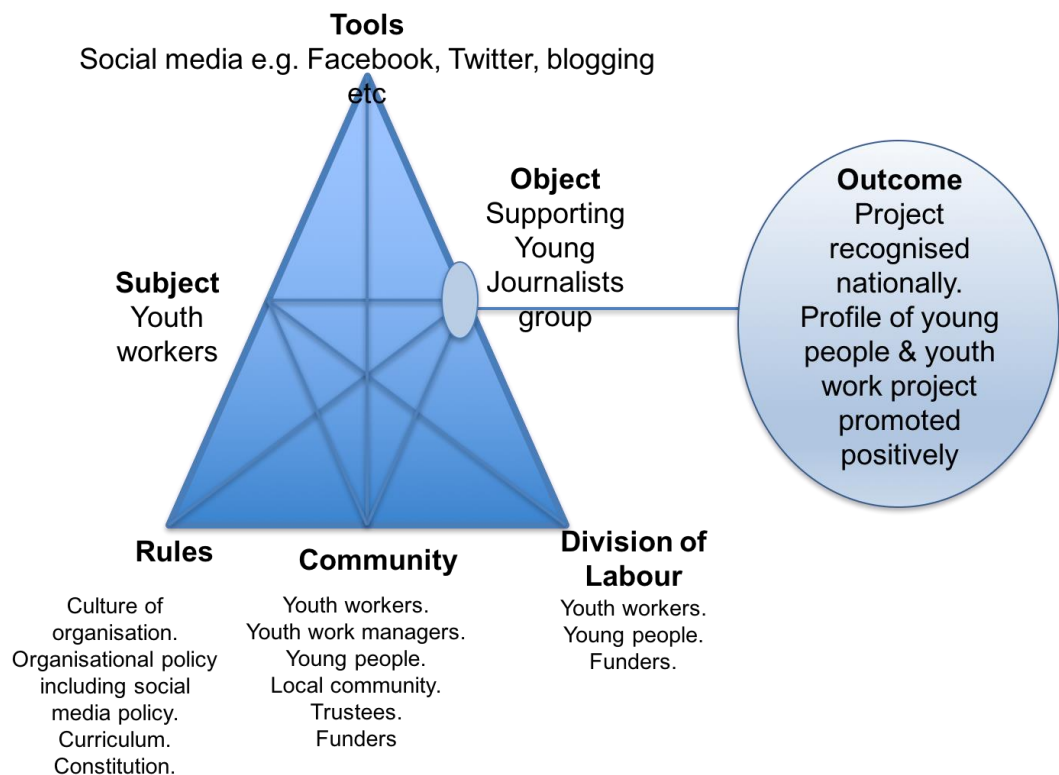 Tools
Social media e.g. Facebook, Twitter, blogging
etc
Object
Supporting
Young
Journalists
group
Outcome
Project
recognised
nationally.
Profile of young
people & youth
work project
promoted
positively
Subject
Youth
workers
Rules
Culture of
organisation.
Organisational policy
including social
media policy.
Curriculum.
Constitution.
Community
Youth workers.
Youth work managers.
Young people.
Local community.
Trustees.
Funders
Division of
Labour
Youth workers.
Young people.
Funders.